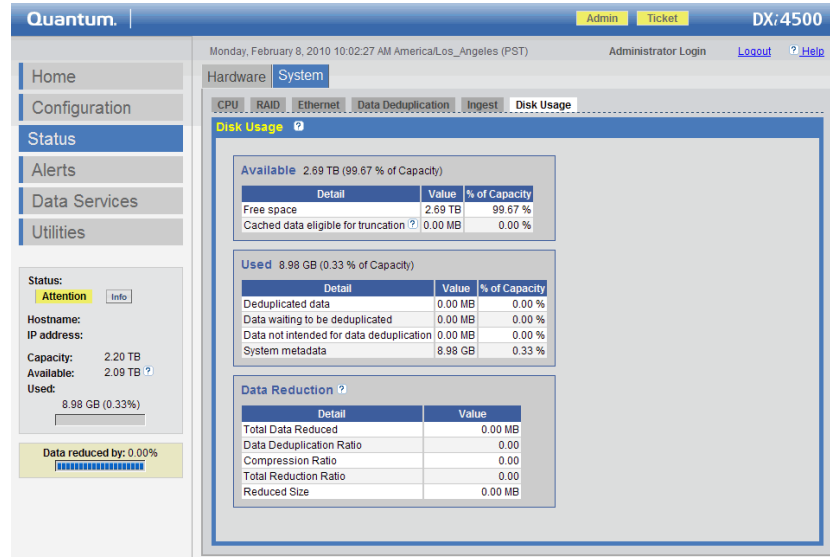 Quantum.
Admin Ticket
DXi4500
Monday, February 8, 2010 10:02:27 AM America/Los_Angeles (PST)
Administrator Login Logout ? Help
Home
Configuration
Status
Alerts
Data Services
Utilities
Status:
Attention Info
Hostname:
IP address:
Capacity: 2.20 TB
Available: 2.09 TB ?
Used:
8.98 GB (0.33%)
Data reduced by: 0.00%
Hardware System
CPU RAID Ethernet Data Deduplication Ingest Disk Usage
Disk Usage ?
Available 2.69 TB (99.67 % of Capacity)
Detail Value % of Capacity
Free space 2.69 TB 99.67 %
Cached data eligible for truncation ? 0.00 MB 0.00 %
Used 8.98 GB (0.33 % of Capacity)
Detail Value % of Capacity
Deduplicated data 0.00 MB 0.00 %
Data waiting to be deduplicated 0.00 MB 0.00 %
Data not intended for data deduplication 0.00 MB 0.00 %
System metadata 8.98 GB 0.33 %
Data Reduction ?
Detail Value
Total Data Reduced 0.00 MB
Data Deduplication Ratio 0.00
Compression Ratio 0.00
Total Reduction Ratio 0.00
Reduced Size 0.00 MB